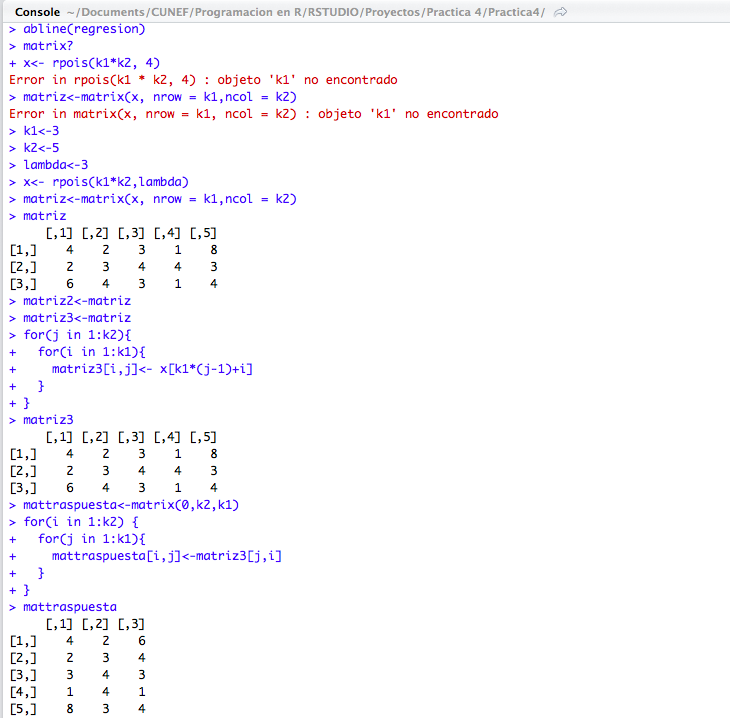 Console ~/Documents/CUNEF/Programacion en R/RSTUDIO/Proyectos/Practica 4/Practica4/
> abline(regresion)
> matrix?
+ x<- rpois(k1*k2, 4)
Error in rpois(k1 * k2, 4) : objeto 'k1' no encontrado
> matriz<-matrix(x, nrow = k1,ncol = k2)
Error in matrix(x, nrow = k1, ncol = k2) : objeto 'k1' no encontrado
> k1<-3
> k2<-5
> lambda<-3
> x<- rpois(k1*k2,lambda)
> matriz<-matrix(x, nrow = k1,ncol = k2)
> matriz
     [,1] [,2] [,3] [,4] [,5]
[1,]    4    2    3    1    8
[2,]    2    3    4    4    3
[3,]    6    4    3    1    4
> matriz2<-matriz
> matriz3<-matriz
> for(j in 1:k2){
+   for(i in 1:k1){
+     matriz3[i,j]<- x[k1*(j-1)+i]
+   }
+ }
> matriz3
     [,1] [,2] [,3] [,4] [,5]
[1,]    4    2    3    1    8
[2,]    2    3    4    4    3
[3,]    6    4    3    1    4
> mattraspuesta<-matrix(0,k2,k1)
> for(i in 1:k2) {
+   for(j in 1:k1){
+     mattraspuesta[i,j]<-matriz3[j,i]
+   }
+ }
> mattraspuesta
     [,1] [,2] [,3]
[1,]    4    2    6
[2,]    2    3    4
[3,]    3    4    3
[4,]    1    4    1
[5,]    8    3    4